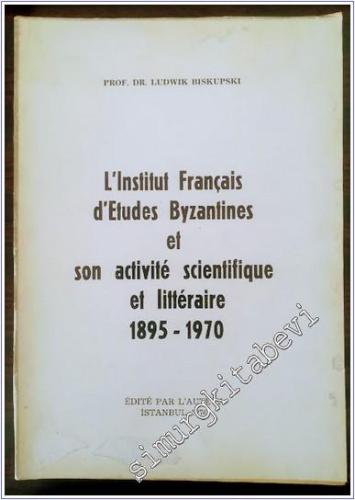 PROF. DR. LUDWIK BISKUPSKI
L'Institut Français
d'Etudes Byzantines
et
son activité scientifique
et littéraire
1895 - 1970
ÉDITÉ PAR
İSTANBUL
simurgkitabevi